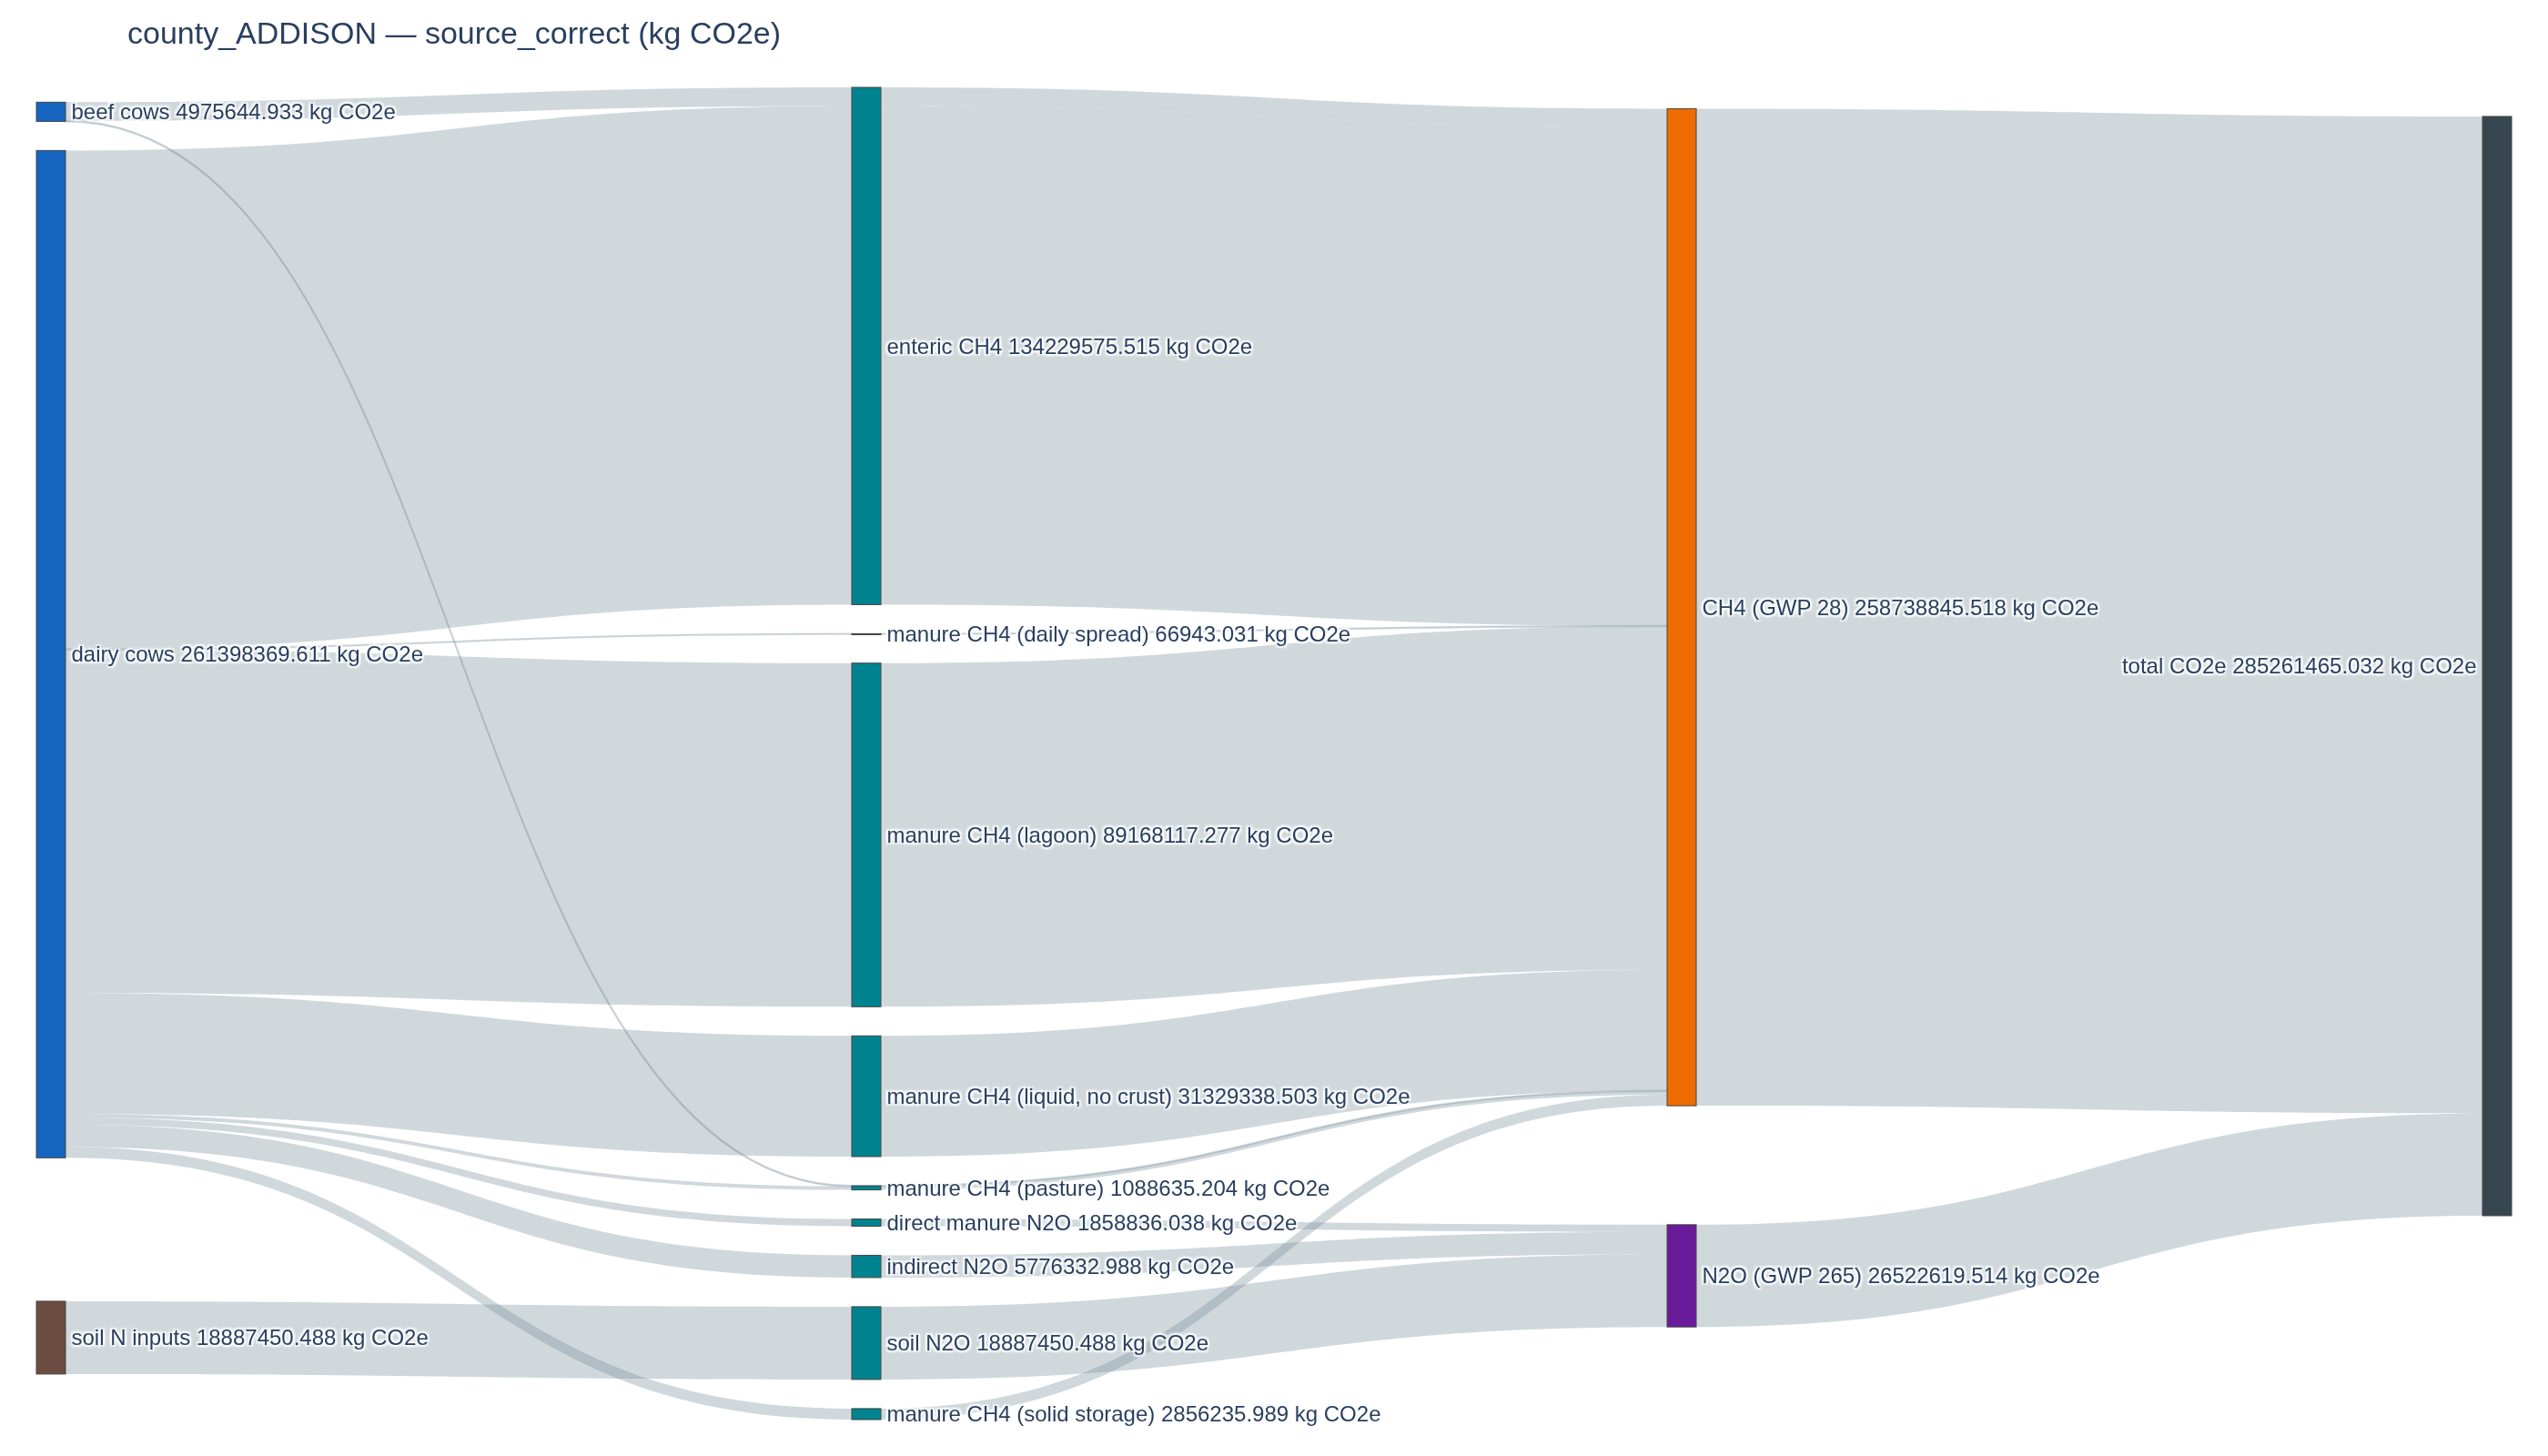 county_ADDISON — source_correct (kg CO2e)
beef cows 4975644.933 kg CO2e
dairy cows 261398369.611 kg CO2e
soil N inputs 18887450.488 kg CO2e
enteric CH4 134229575.515 kg CO2e
manure CH4 (daily spread) 66943.031 kg CO2e
manure CH4 (lagoon) 89168117.277 kg CO2e
manure CH4 (liquid, no crust) 31329338.503 kg CO2e
manure CH4 (pasture) 1088635.204 kg CO2e
direct manure N2O 1858836.038 kg CO2e
indirect N2O 5776332.988 kg CO2e
soil N2O 18887450.488 kg CO2e
manure CH4 (solid storage) 2856235.989 kg CO2e
CH4 (GWP 28) 258738845.518 kg CO2e
N2O (GWP 265) 26522619.514 kg CO2e
total CO2e 285261465.032 kg CO2e